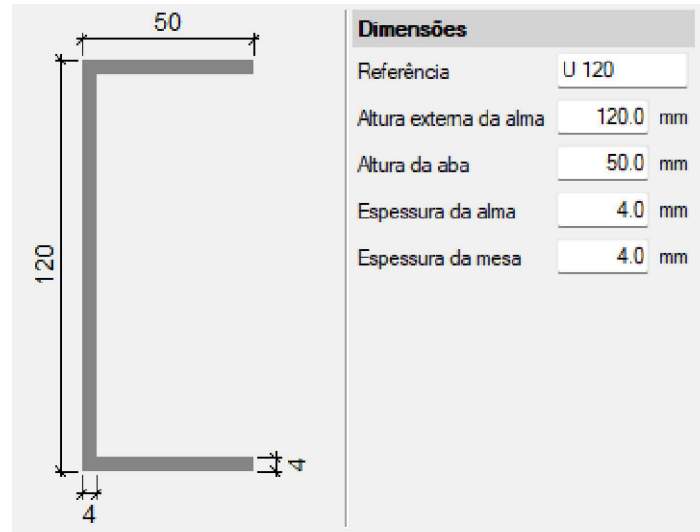 50
120
4
4
Dimensões
Referência U 120
Altura externa da alma 120.0 mm
Altura da aba 50.0 mm
Espessura da alma 4.0 mm
Espessura da mesa 4.0 mm